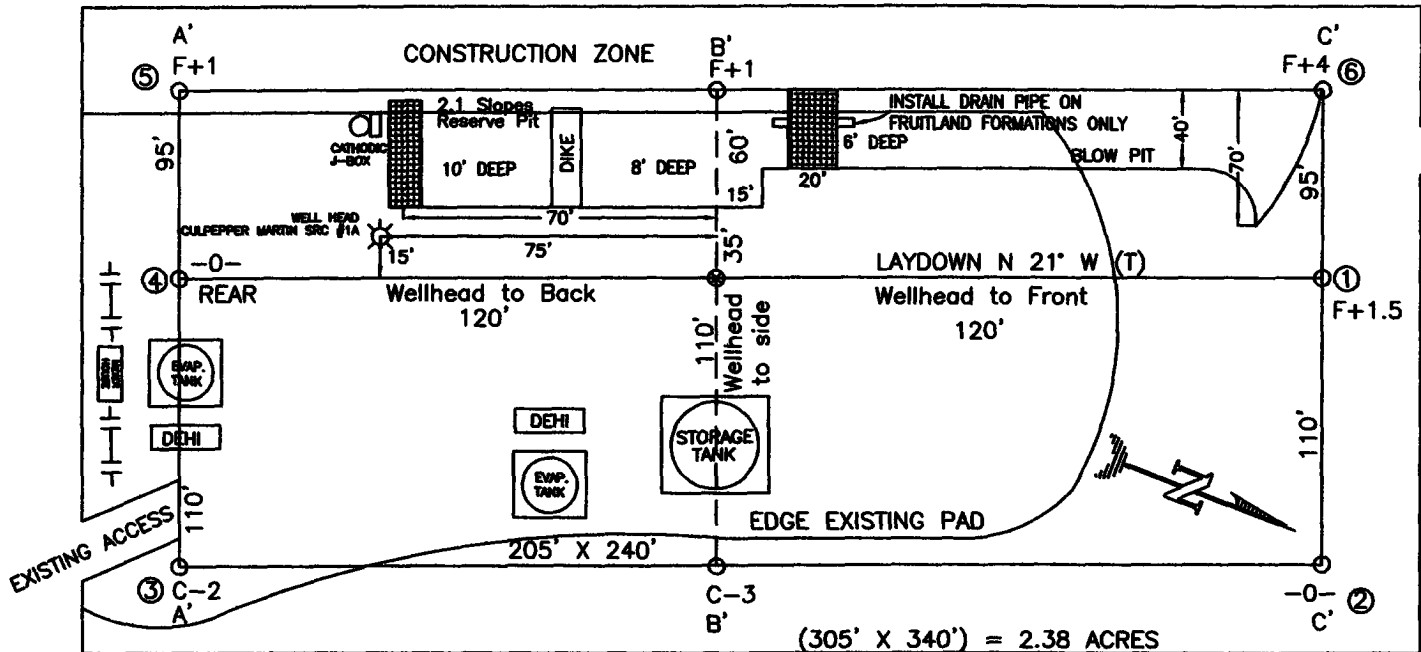 A'
CONSTRUCTION ZONE
B'
C'
⑤ F+1
F+1
F+4 ⑥
2.1 Slopes
Reserve Pit
INSTALL DRAIN PIPE ON
FRUITLAND FORMATIONS ONLY
CATHODIC
J-BOX
95'
10' DEEP
DIKE
8' DEEP
60'
6' DEEP
BLOW PIT
40'
70'
95'
15'
20'
70'
WELL HEAD
CULPEPPER MARTIN SRC #1A
15'
75'
35'
④ -0-
REAR
LAYDOWN N 21° W (T)
①
Wellhead to Back
120'
Wellhead to Front
120'
F+1.5
110'
Wellhead
to side
EVAP.
TANK
DEHI
DEHI
STORAGE
TANK
EVAP.
TANK
110'
110'
N
EXISTING ACCESS
EDGE EXISTING PAD
205' X 240'
③ C-2
A'
C-3
B'
-0- ②
C'
(305' X 340') = 2.38 ACRES